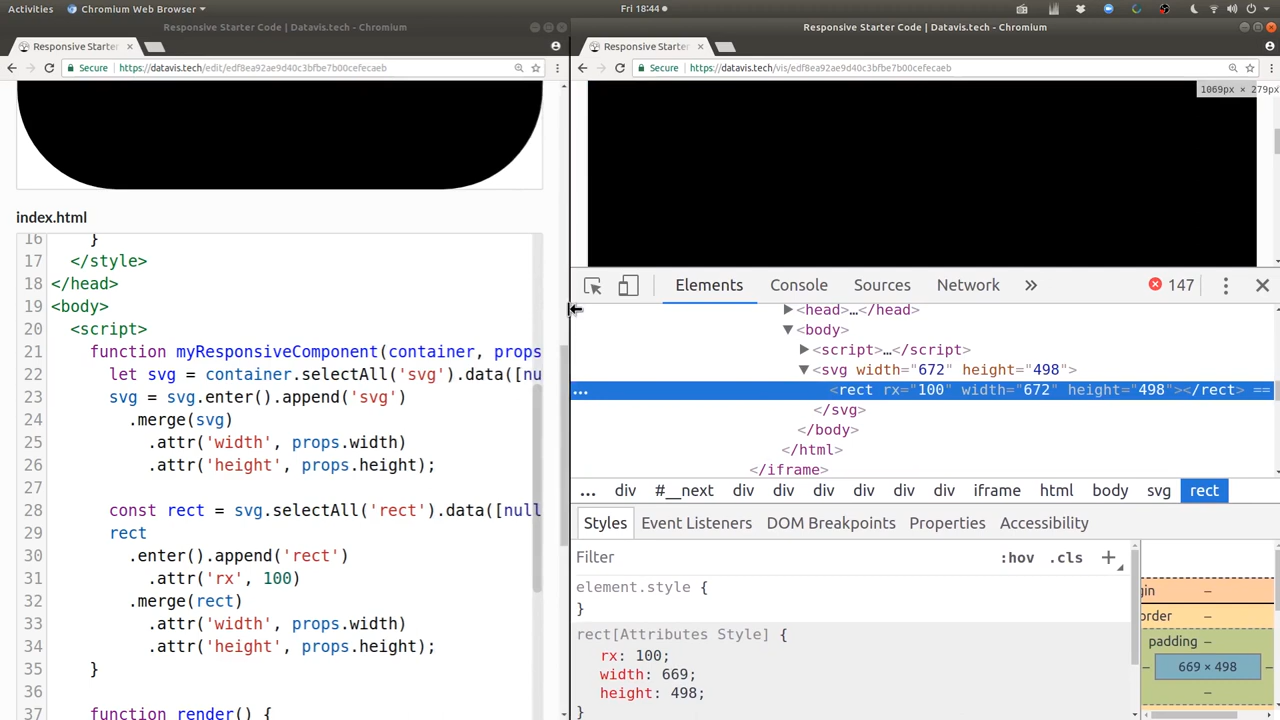 Activities Chromium Web Browser Fri 18:44
Responsive Starter Code | Datavis.tech - Chromium
Responsive Starter
Secure https://datavis.tech/edit/edf8ea92ae9d40c3bfbe7b00cefecaeb
index.html
16 }
17 </style>
18 </head>
19 <body>
20 <script>
21 function myResponsiveComponent(container, props
22 let svg = container.selectAll('svg').data([nu
23 svg = svg.enter().append('svg')
24 .merge(svg)
25 .attr('width', props.width)
26 .attr('height', props.height);
27
28 const rect = svg.selectAll('rect').data([null
29 rect
30 .enter().append('rect')
31 .attr('rx', 100)
32 .merge(rect)
33 .attr('width', props.width)
34 .attr('height', props.height);
35 }
36
37 function render() {
Responsive Starter Code | Datavis.tech - Chromium
Responsive Starter
Secure https://datavis.tech/vis/edf8ea92ae9d40c3bfbe7b00cefecaeb
1069px × 279px
Elements Console Sources Network » 147
<head>…</head>
<body>
<script>…</script>
<svg width="672" height="498">
... <rect rx="100" width="672" height="498"></rect> ==
</svg>
</body>
</html>
</iframe>
... div #__next div div div div div iframe html body svg rect
Styles Event Listeners DOM Breakpoints Properties Accessibility
Filter :hov .cls +
element.style {
}
rect[Attributes Style] {
rx: 100;
width: 669;
height: 498;
}
gin –
order –
padding –
– 669 × 498 –
–